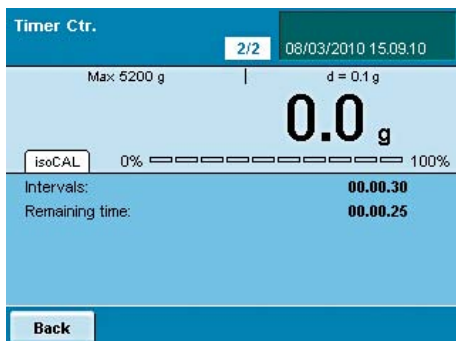 Timer Ctr.
2/2 08/03/2010 15.09.10
Max 5200 g d = 0.1 g
0.0 g
isoCAL 0% 100%
Intervals: 00.00.30
Remaining time: 00.00.25
Back